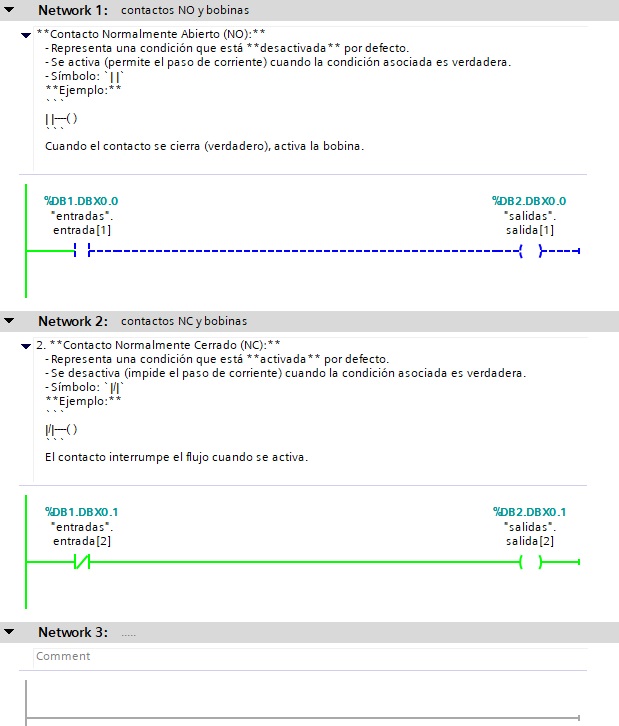 Network 1: contactos NO y bobinas
**Contacto Normalmente Abierto (NO):**
- Representa una condición que está **desactivada** por defecto.
- Se activa (permite el paso de corriente) cuando la condición asociada es verdadera.
- Símbolo: `| |`
**Ejemplo:**
```
| |—( )
```
Cuando el contacto se cierra (verdadero), activa la bobina.
%DB1.DBX0.0 %DB2.DBX0.0
"entradas". "salidas".
entrada[1] salida[1]
Network 2: contactos NC y bobinas
2. **Contacto Normalmente Cerrado (NC):**
- Representa una condición que está **activada** por defecto.
- Se desactiva (impide el paso de corriente) cuando la condición asociada es verdadera.
- Símbolo: `|/|`
**Ejemplo:**
```
|/|—( )
```
El contacto interrumpe el flujo cuando se activa.
%DB1.DBX0.1 %DB2.DBX0.1
"entradas". "salidas".
entrada[2] salida[2]
Network 3: .....
Comment